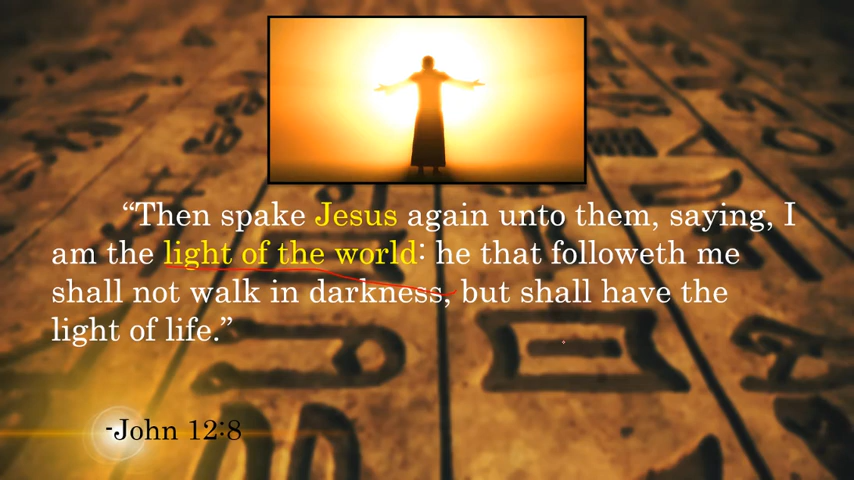 “Then spake Jesus again unto them, saying, I
am the light of the world: he that followeth me
shall not walk in darkness, but shall have the
light of life.”
-John 12:8